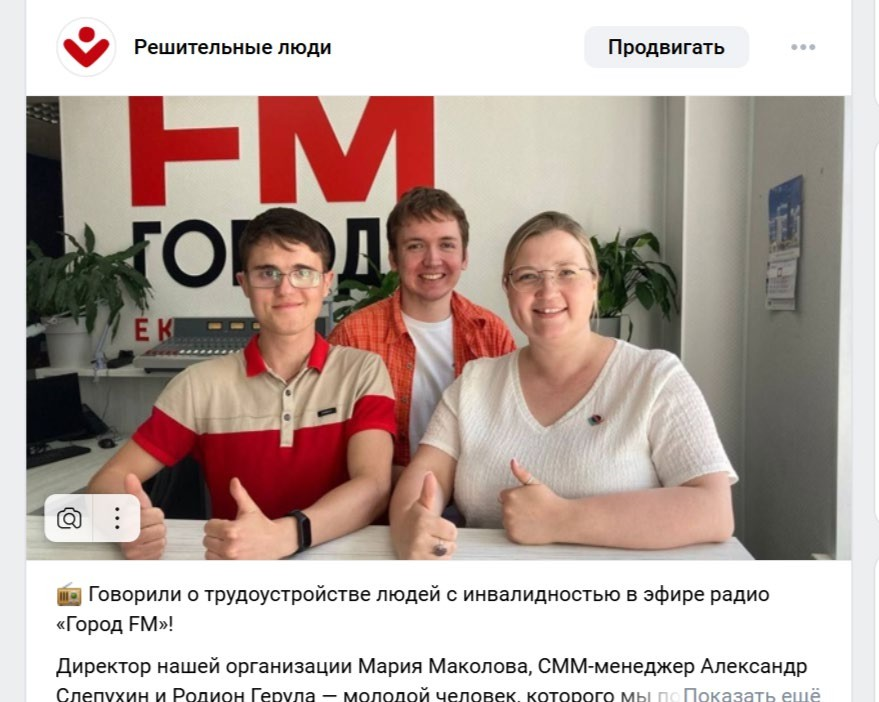 Решительные люди
Продвигать
FM
ГОРОД
ЕК
Говорили о трудоустройстве людей с инвалидностью в эфире радио
«Город FM»!
Директор нашей организации Мария Маколова, СММ-менеджер Александр
Слепухин и Родион Герула — молодой человек, которого мы по Показать ещё